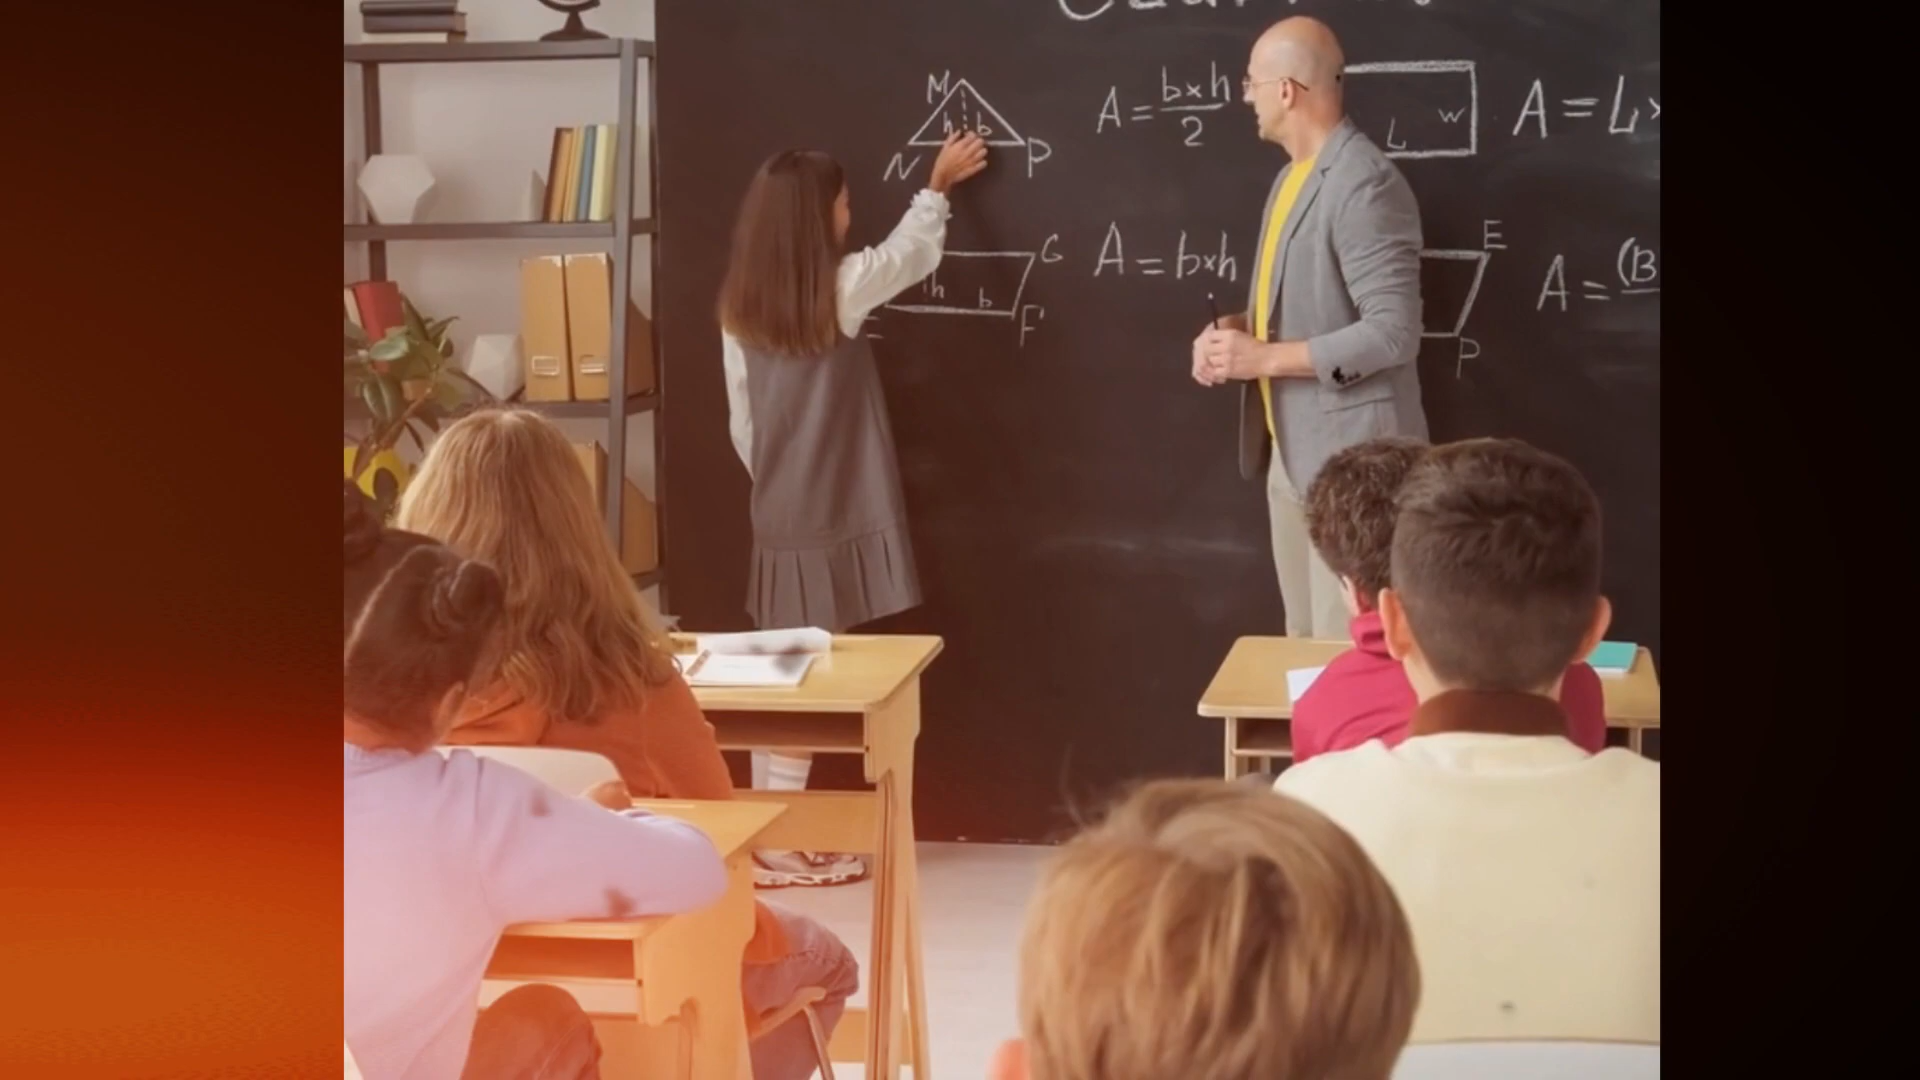 M
h b
N P
A = b×h
2
L W
A = L×
G
h b
E F
A = b×h
E
P
A = (B